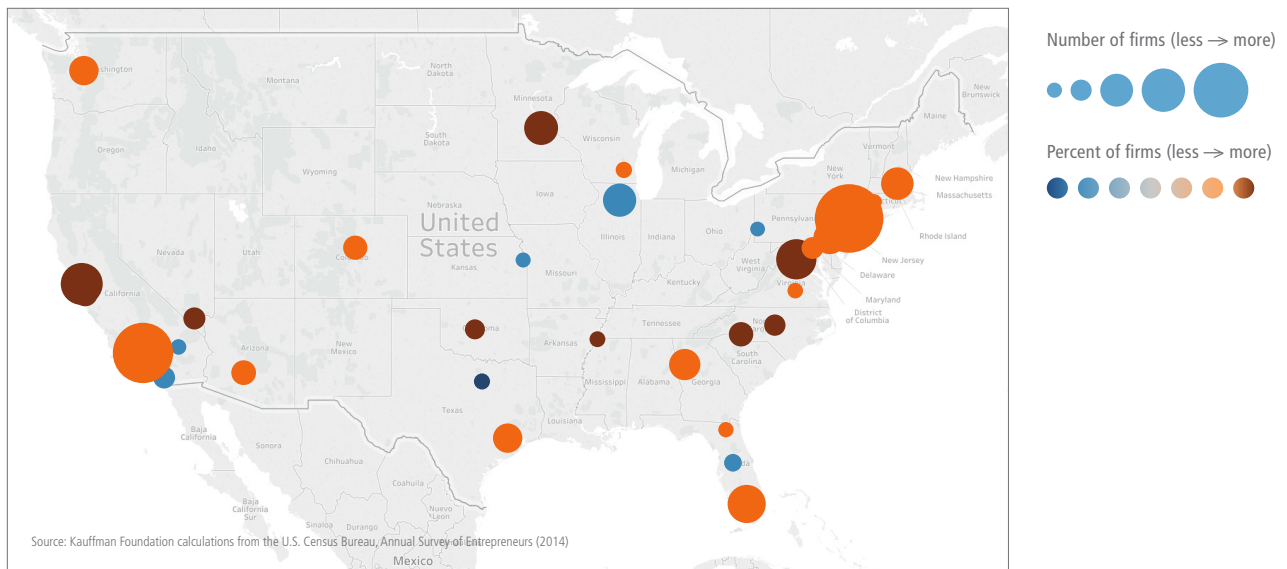 Number of firms (less → more)
Percent of firms (less → more)
North
Dakota
Montana
Minnesota
New
Brunswick
Maine
Oregon
Idaho
South
Dakota
Wisconsin
Vermont
Michigan
Wyoming
New
York
New Hampshire
Massachusetts
Iowa
Nebraska
United
States
Pennsylvan
Rhode Island
Nevada
Utah
Illinois
Indiana
Ohio
West
Virginia
New Jersey
Kansas
Missouri
Delaware
California
Kentucky
Virginia
Maryland
District
of Columbia
Tennessee
Arizona
New
Mexico
Arkansas
South
Carolina
Mississippi
Alabama
Georgia
Texas
Louisiana
Baja
California
Sonora
Chihuahua
Coahuila
Baja
California
Sur
Nuevo
Leon
Sinaloa
Durango
Source: Kauffman Foundation calculations from the U.S. Census Bureau, Annual Survey of Entrepreneurs (2014)
Mexico